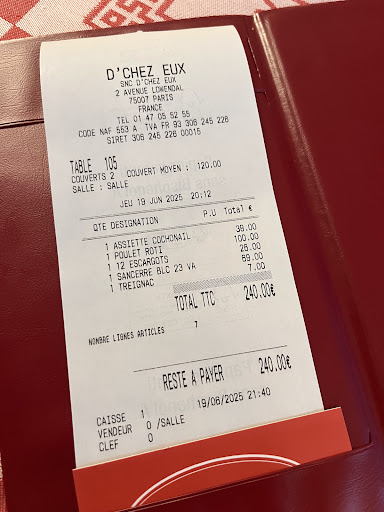 D'CHEZ EUX
SNC D'CHEZ EUX
2 AVENUE LOWENDAL
75007 PARIS
FRANCE
TEL 01 47 05 52 55
CODE NAF 553 A TVA FR 93 306 245 226
SIRET 306 245 226 00015
TABLE 105
COUVERTS 2 COUVERT MOYEN : 120.00
SALLE : SALLE
JEU 19 JUN 2025 20:12
QTE DESIGNATION P.U Total €
1 ASSIETTE COCHONAIL 38.00
1 POULET ROTI 100.00
1 12 ESCARGOTS 26.00
1 SANCERRE BLC 23 VA 69.00
1 TREIGNAC 7.00
TOTAL TTC 240.00€
NOMBRE LIGNES ARTICLES 7
RESTE A PAYER 240.00€
19/06/2025 21:40
CAISSE 1
VENDEUR 0 /SALLE
CLEF 0